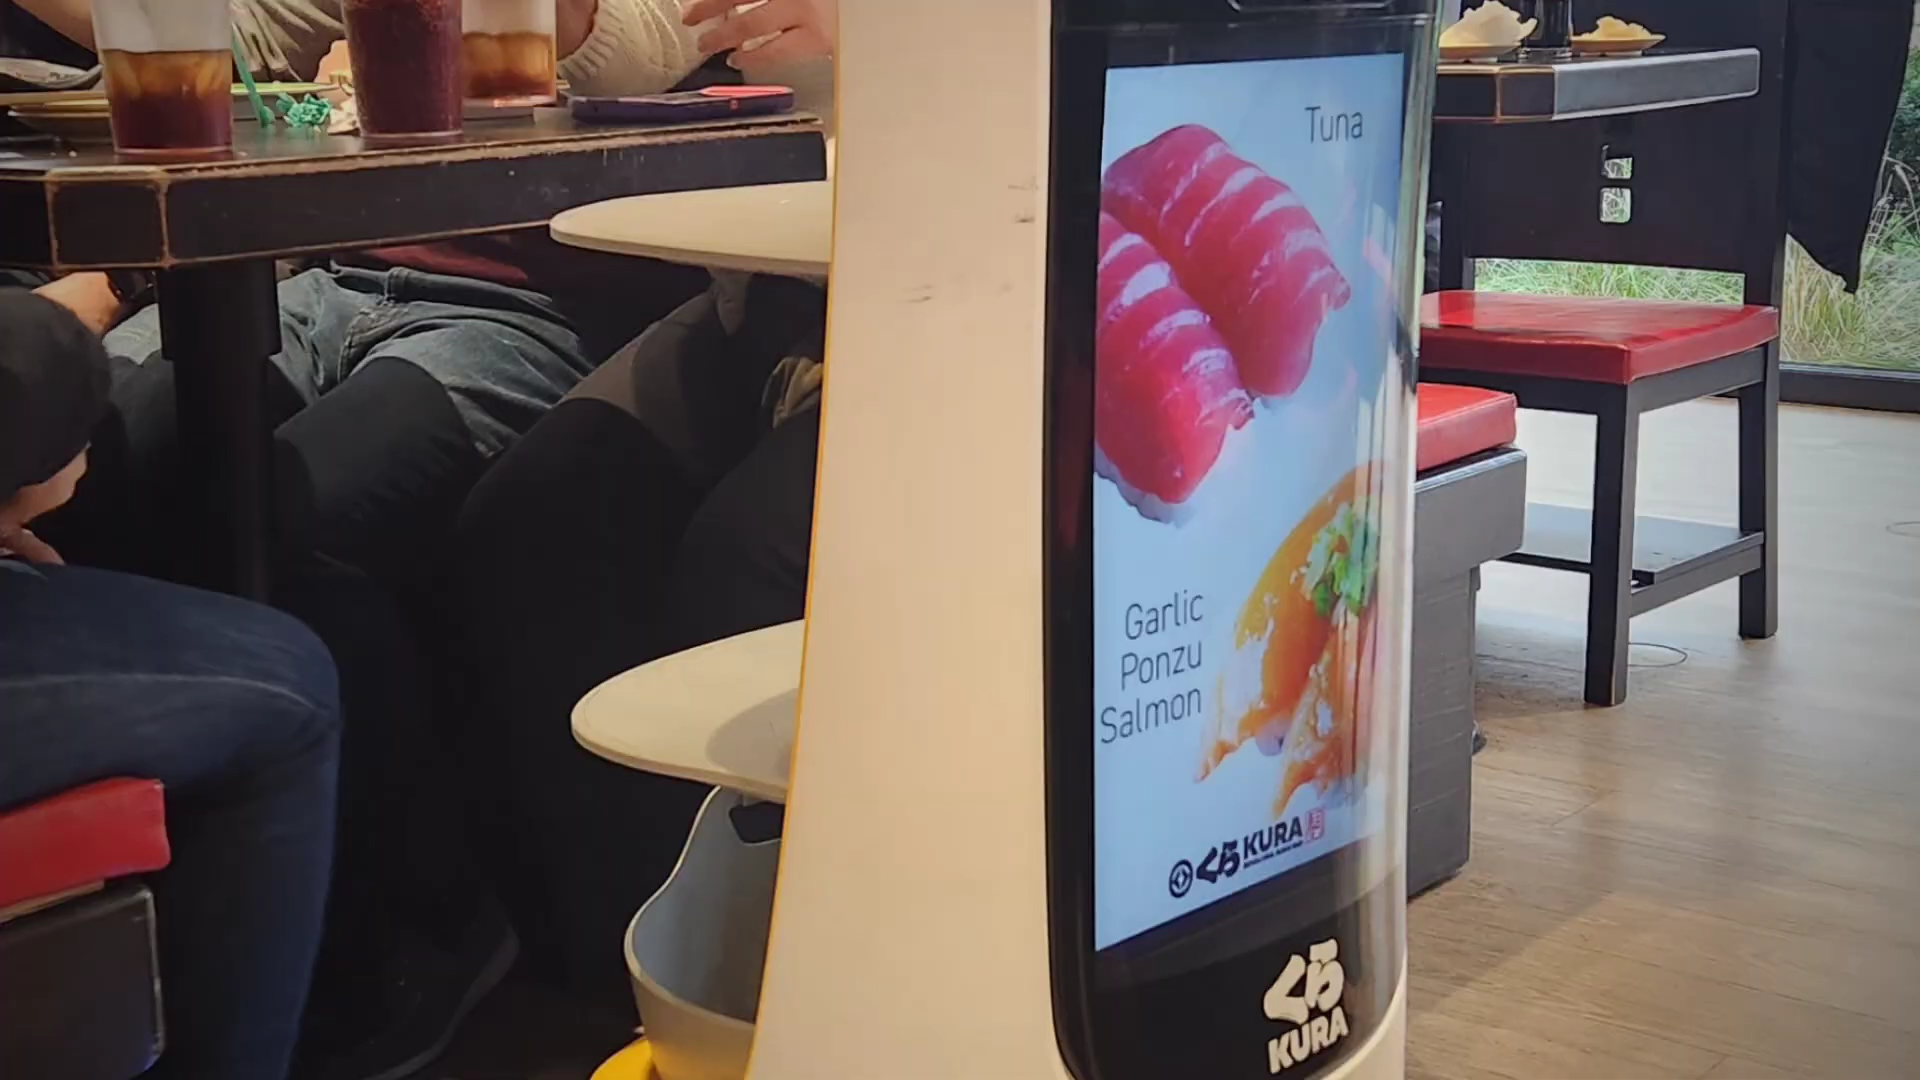 Tuna
Garlic
Ponzu
Salmon
くら KURA
くら
KURA